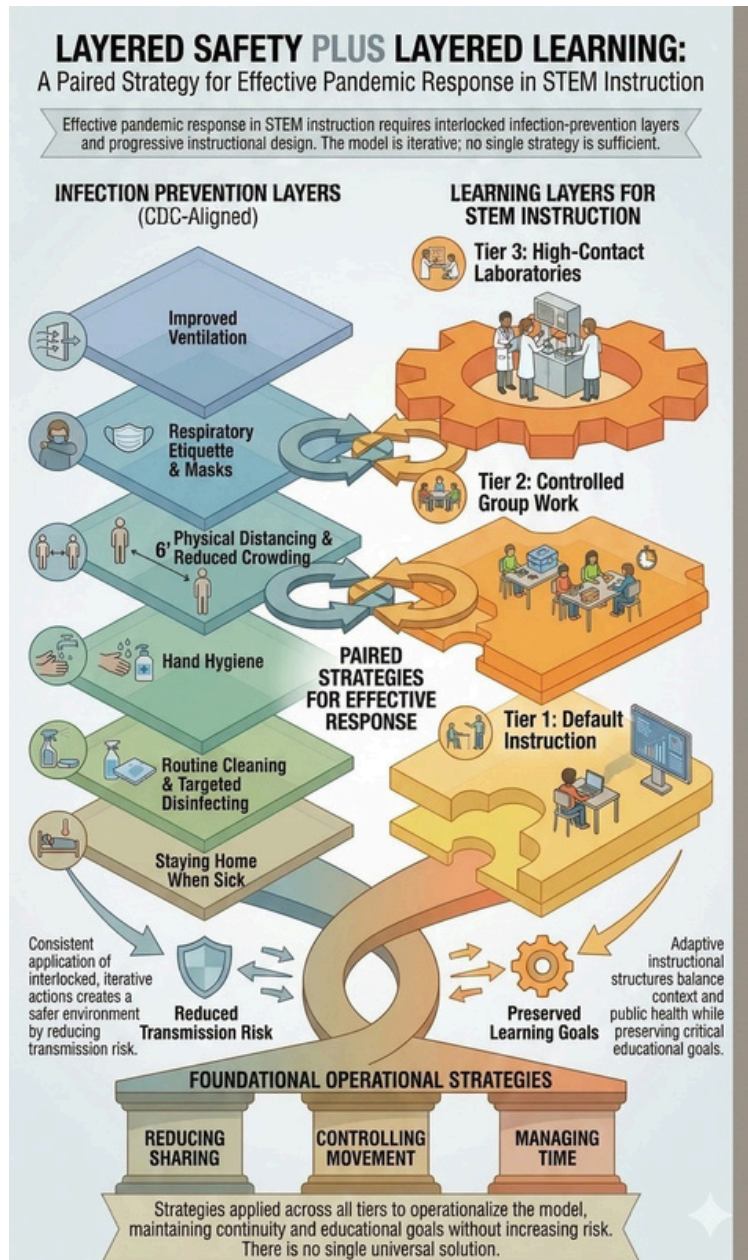 LAYERED SAFETY PLUS LAYERED LEARNING:
A Paired Strategy for Effective Pandemic Response in STEM Instruction
Effective pandemic response in STEM instruction requires interlocked infection-prevention layers
and progressive instructional design. The model is iterative; no single strategy is sufficient.
INFECTION PREVENTION LAYERS
(CDC-Aligned)
Improved
Ventilation
Respiratory
Etiquette
& Masks
6' Physical Distancing &
Reduced Crowding
Hand Hygiene
Routine Cleaning
& Targeted
Disinfecting
Staying Home
When Sick
LEARNING LAYERS FOR
STEM INSTRUCTION
Tier 3: High-Contact
Laboratories
Tier 2: Controlled
Group Work
PAIRED
STRATEGIES
FOR EFFECTIVE
RESPONSE
Tier 1: Default
Instruction
Consistent
application of
interlocked, iterative
actions creates a
safer environment
by reducing
transmission risk.
Reduced
Transmission Risk
Preserved
Learning Goals
Adaptive
instructional
structures balance
context and
public health while
preserving critical
educational goals.
FOUNDATIONAL OPERATIONAL STRATEGIES
REDUCING
SHARING
CONTROLLING
MOVEMENT
MANAGING
TIME
Strategies applied across all tiers to operationalize the model,
maintaining continuity and educational goals without increasing risk.
There is no single universal solution.